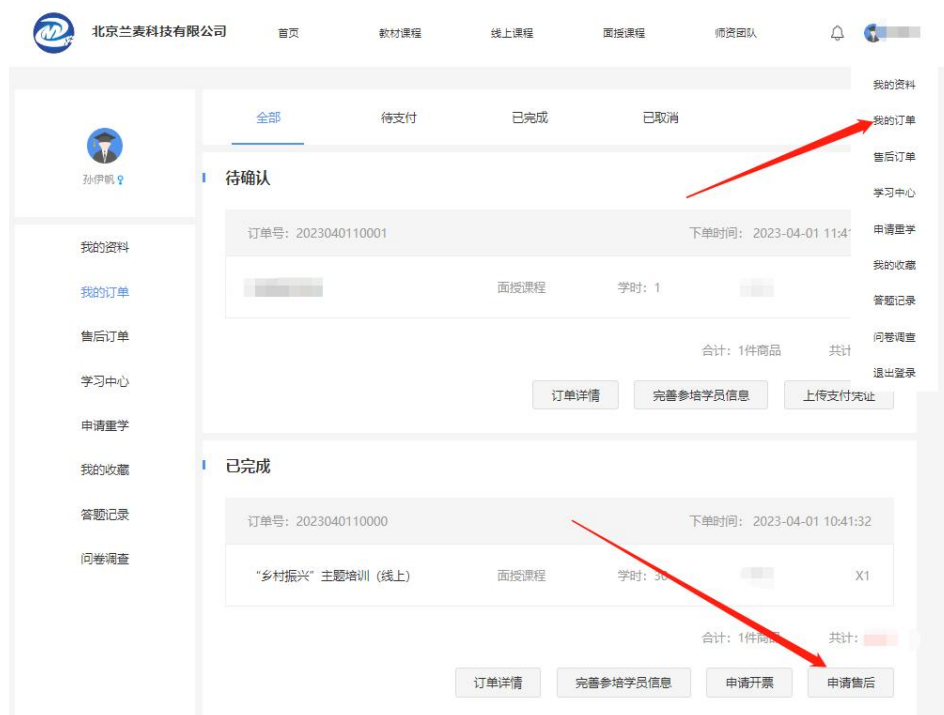 北京兰麦科技有限公司 首页 教材课程 线上课程 面授课程 师资团队
我的资料
我的订单
售后订单
学习中心
申请重学
我的收藏
答题记录
问卷调查
退出登录
孙伊帆
我的资料
我的订单
售后订单
学习中心
申请重学
我的收藏
答题记录
问卷调查
全部 待支付 已完成 已取消
待确认
订单号：2023040110001 下单时间： 2023-04-01 11:41
面授课程 学时：1
合计：1件商品 共计
订单详情 完善参培学员信息 上传支付凭证
已完成
订单号：2023040110000 下单时间： 2023-04-01 10:41:32
“乡村振兴”主题培训（线上） 面授课程 学时：30 X1
合计：1件商品 共计：
订单详情 完善参培学员信息 申请开票 申请售后